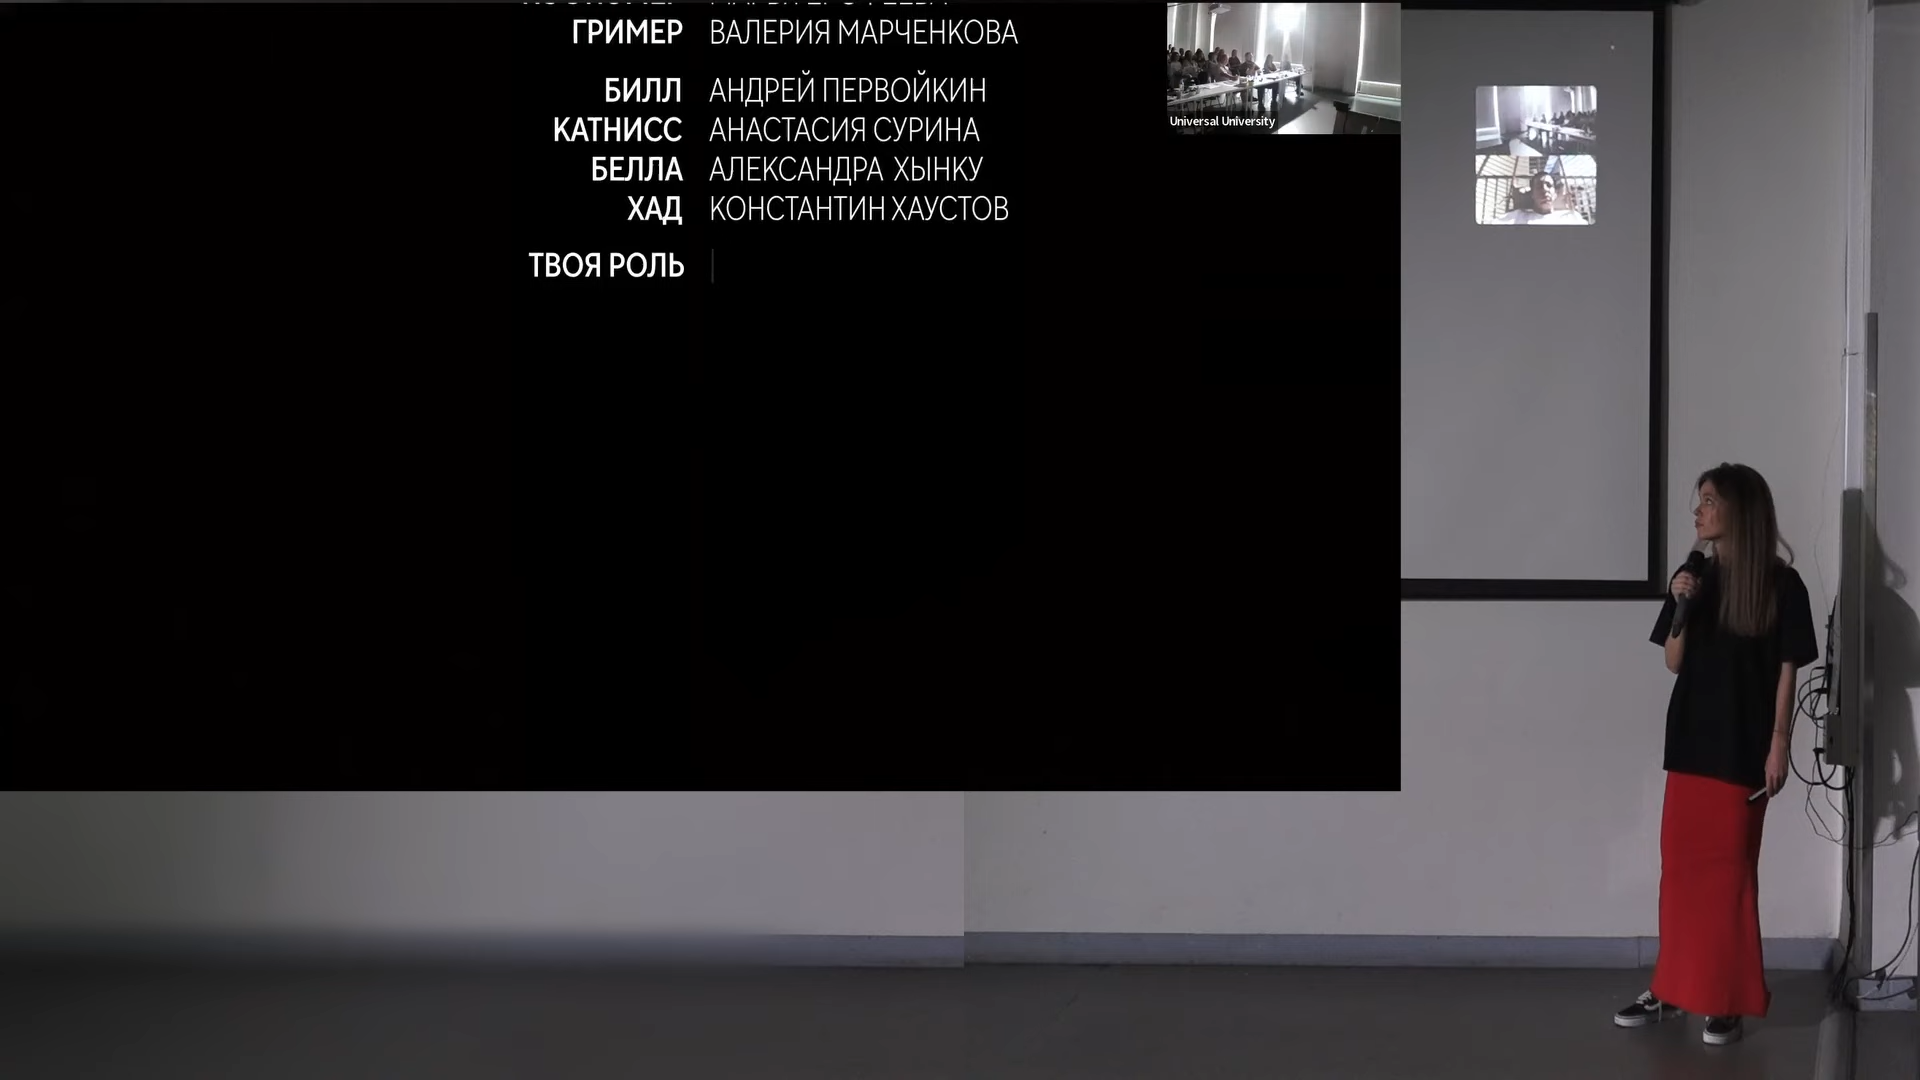 ГРИМЕР ВАЛЕРИЯ МАРЧЕНКОВА
БИЛЛ АНДРЕЙ ПЕРВОЙКИН
КАТНИСС АНАСТАСИЯ СУРИНА
БЕЛЛА АЛЕКСАНДРА ХЫНКУ
ХАД КОНСТАНТИН ХАУСТОВ
ТВОЯ РОЛЬ
Universal University